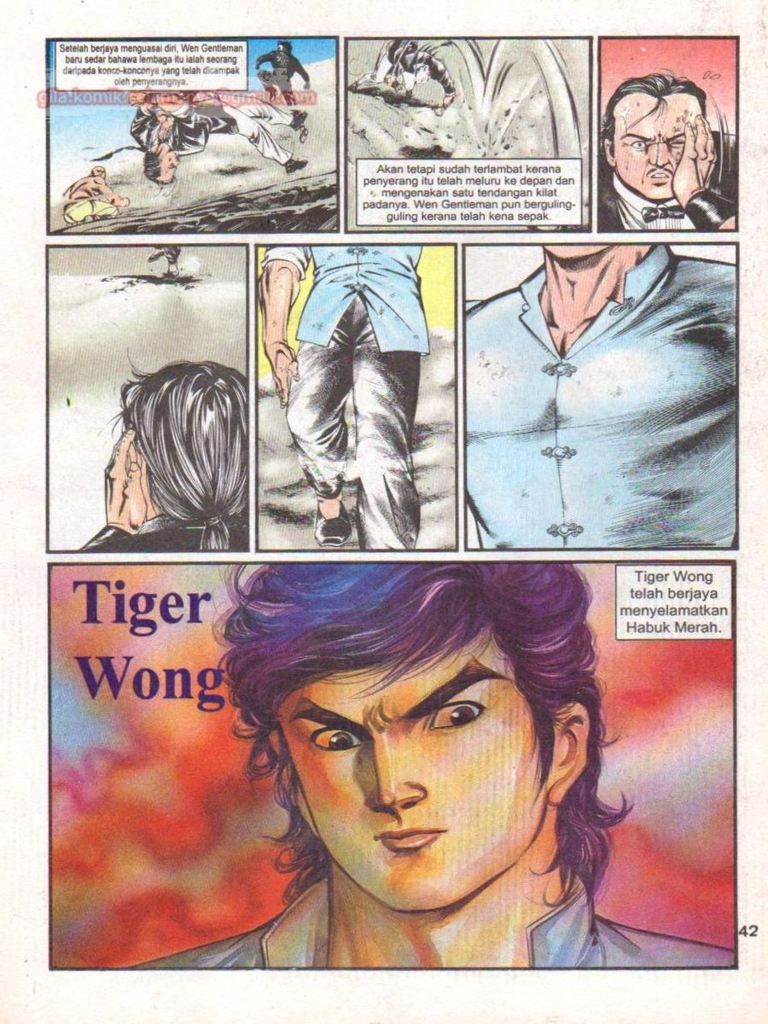 Setelah berjaya menguasai diri, Wen Gentleman
baru sedar bahawa lembaga itu ialah seorang
daripada konco-konconya yang telah dicampak
oleh penyerangnya.
Akan tetapi sudah terlambat kerana
penyerang itu telah meluru ke depan dan
mengenakan satu tendangan kilat
padanya. Wen Gentleman pun berguling-
guling kerana telah kena sepak.
Tiger
Wong
Tiger Wong
telah berjaya
menyelamatkan
Habuk Merah.
42